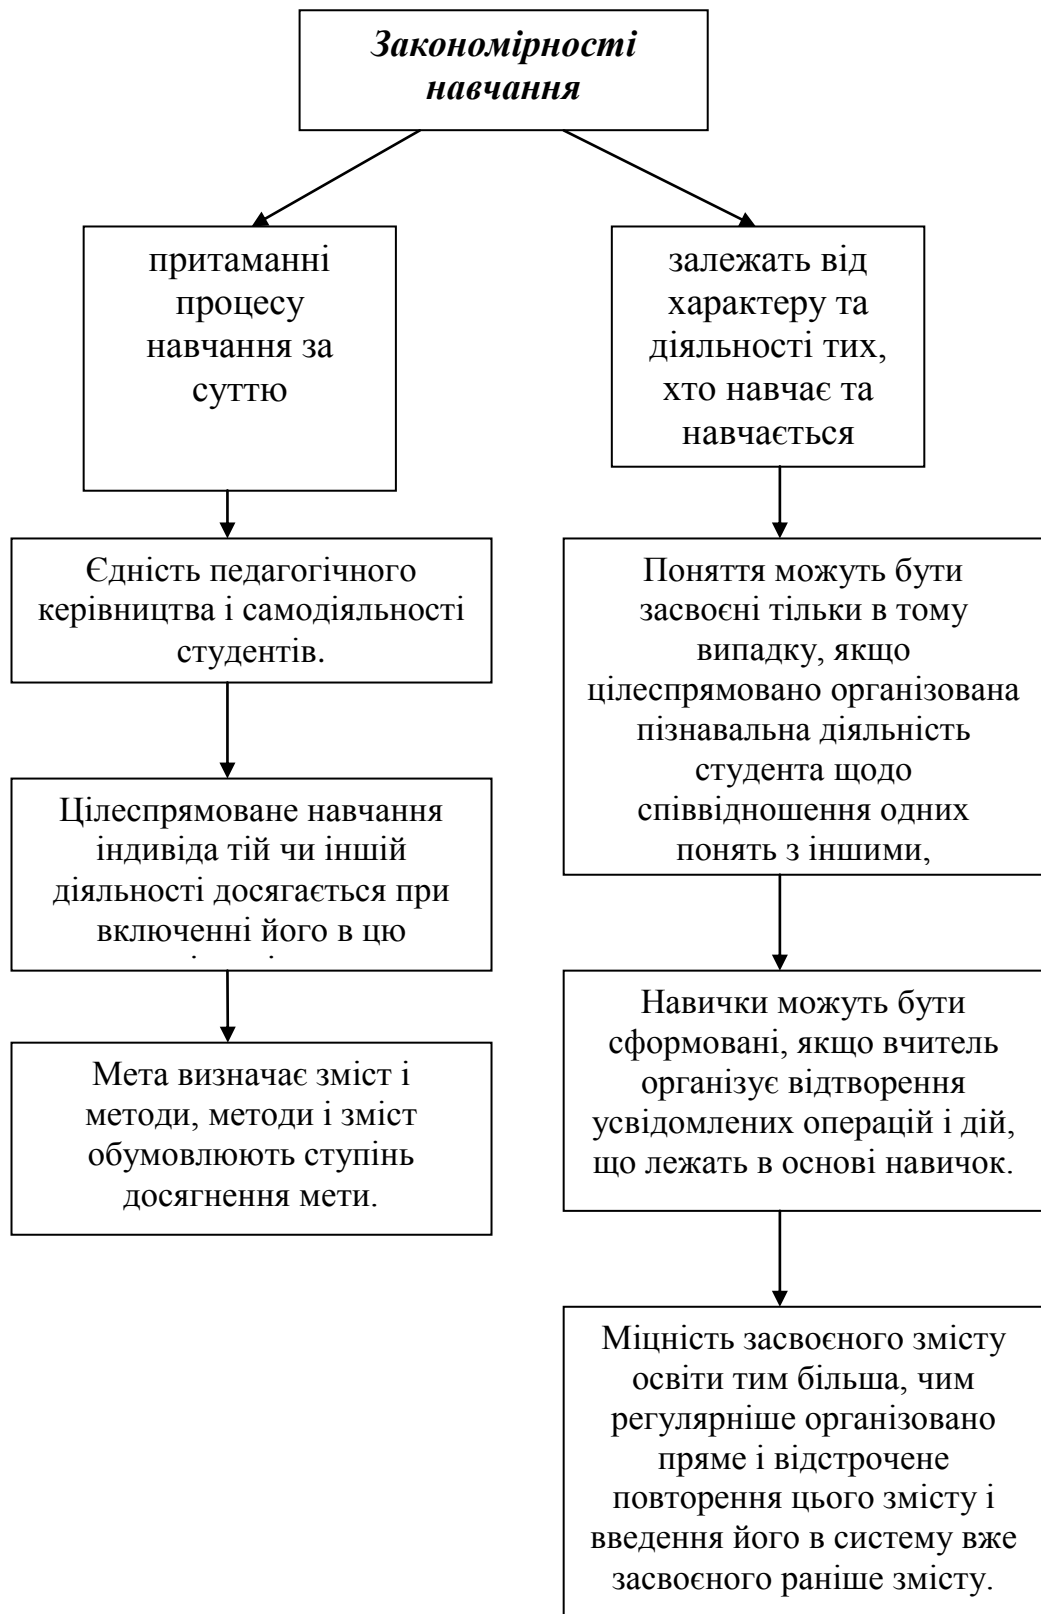 Закономірності
навчання
притаманні
процесу
навчання за
суттю
залежать від
характеру та
діяльності тих,
хто навчає та
навчається
Єдність педагогічного
керівництва і самодіяльності
студентів.
Цілеспрямоване навчання
індивіда тій чи іншій
діяльності досягається при
включенні його в цю
Мета визначає зміст і
методи, методи і зміст
обумовлюють ступінь
досягнення мети.
Поняття можуть бути
засвоєні тільки в тому
випадку, якщо
цілеспрямовано організована
пізнавальна діяльність
студента щодо
співвідношення одних
понять з іншими,
Навички можуть бути
сформовані, якщо вчитель
організує відтворення
усвідомлених операцій і дій,
що лежать в основі навичок.
Міцність засвоєного змісту
освіти тим більша, чим
регулярніше організовано
пряме і відстрочене
повторення цього змісту і
введення його в систему вже
засвоєного раніше змісту.